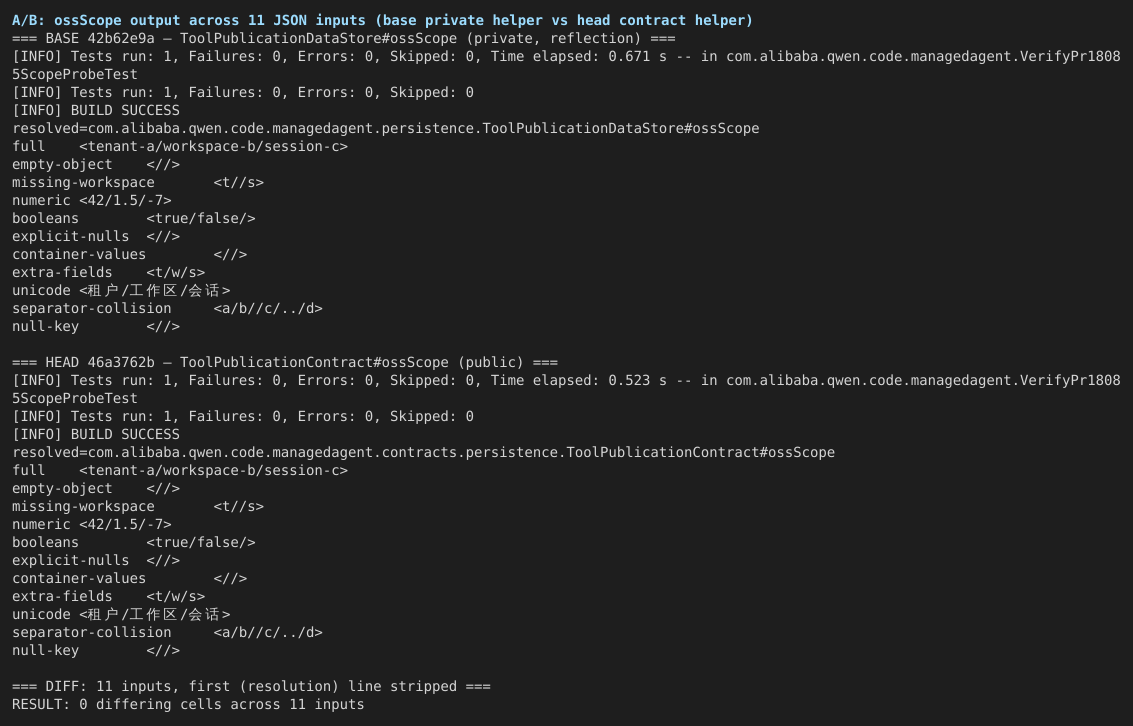 A/B: ossScope output across 11 JSON inputs (base private helper vs head contract helper)
=== BASE 42b62e9a — ToolPublicationDataStore#ossScope (private, reflection) ===
[INFO] Tests run: 1, Failures: 0, Errors: 0, Skipped: 0, Time elapsed: 0.671 s -- in com.alibaba.qwen.code.managedagent.VerifyPr1808
5ScopeProbeTest
[INFO] Tests run: 1, Failures: 0, Errors: 0, Skipped: 0
[INFO] BUILD SUCCESS
resolved=com.alibaba.qwen.code.managedagent.persistence.ToolPublicationDataStore#ossScope
full    <tenant-a/workspace-b/session-c>
empty-object    <//>
missing-workspace       <t//s>
numeric <42/1.5/-7>
booleans        <true/false/>
explicit-nulls  <//>
container-values        <//>
extra-fields    <t/w/s>
unicode <租户/工作区/会话>
separator-collision     <a/b//c/../d>
null-key        <//>
=== HEAD 46a3762b — ToolPublicationContract#ossScope (public) ===
[INFO] Tests run: 1, Failures: 0, Errors: 0, Skipped: 0, Time elapsed: 0.523 s -- in com.alibaba.qwen.code.managedagent.VerifyPr1808
5ScopeProbeTest
[INFO] Tests run: 1, Failures: 0, Errors: 0, Skipped: 0
[INFO] BUILD SUCCESS
resolved=com.alibaba.qwen.code.managedagent.contracts.persistence.ToolPublicationContract#ossScope
full    <tenant-a/workspace-b/session-c>
empty-object    <//>
missing-workspace       <t//s>
numeric <42/1.5/-7>
booleans        <true/false/>
explicit-nulls  <//>
container-values        <//>
extra-fields    <t/w/s>
unicode <租户/工作区/会话>
separator-collision     <a/b//c/../d>
null-key        <//>
=== DIFF: 11 inputs, first (resolution) line stripped ===
RESULT: 0 differing cells across 11 inputs